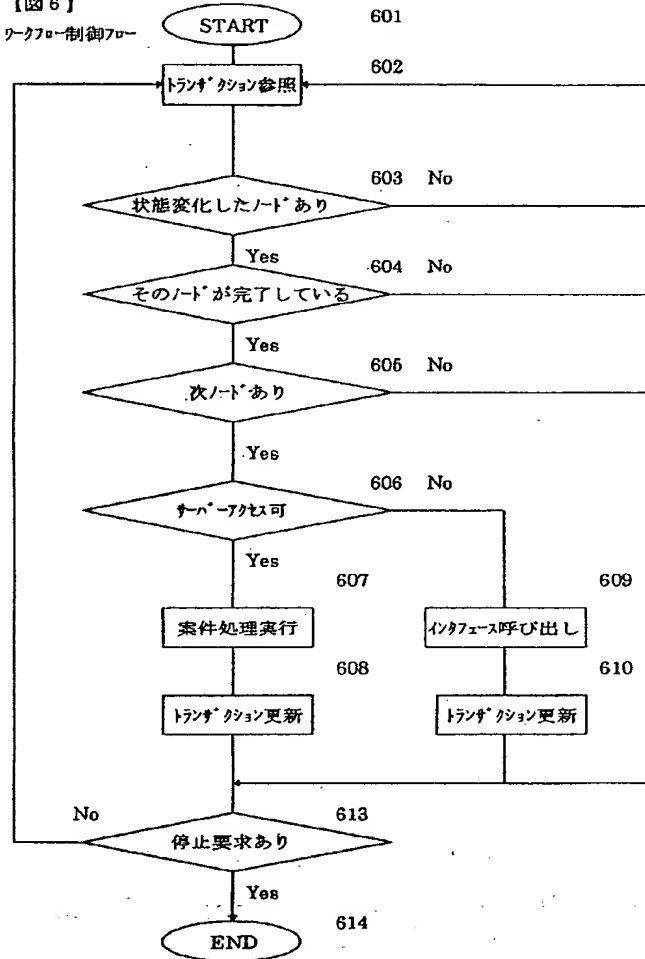 【図6】
ワークフロー制御フロー
START 601
トランザクション参照 602
状態変化したノードあり 603 No
Yes
そのノードが完了している 604 No
Yes
次ノードあり 605 No
Yes
サーバーアクセス可 606 No
Yes
案件処理実行 607
インタフェース呼び出し 609
トランザクション更新 608
トランザクション更新 610
No
停止要求あり 613
Yes
END 614